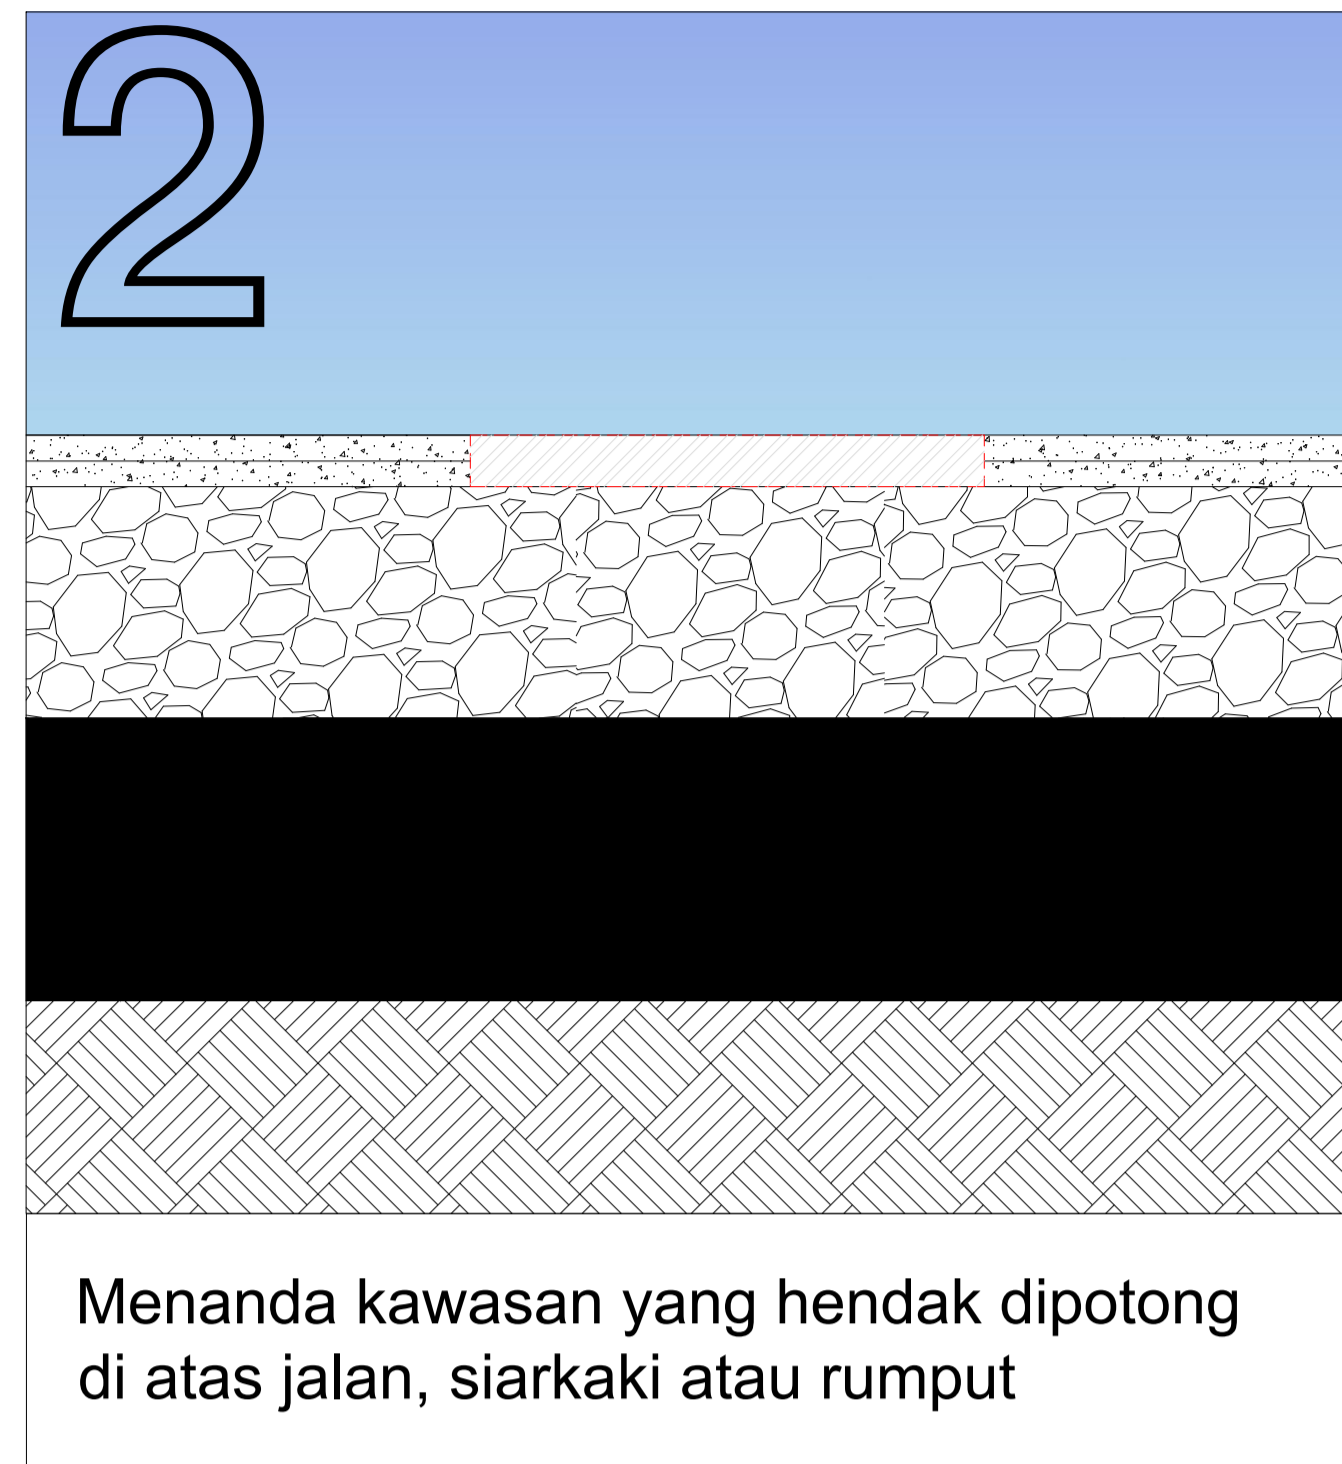 2
Menanda kawasan yang hendak dipotong
di atas jalan, siarkaki atau rumput